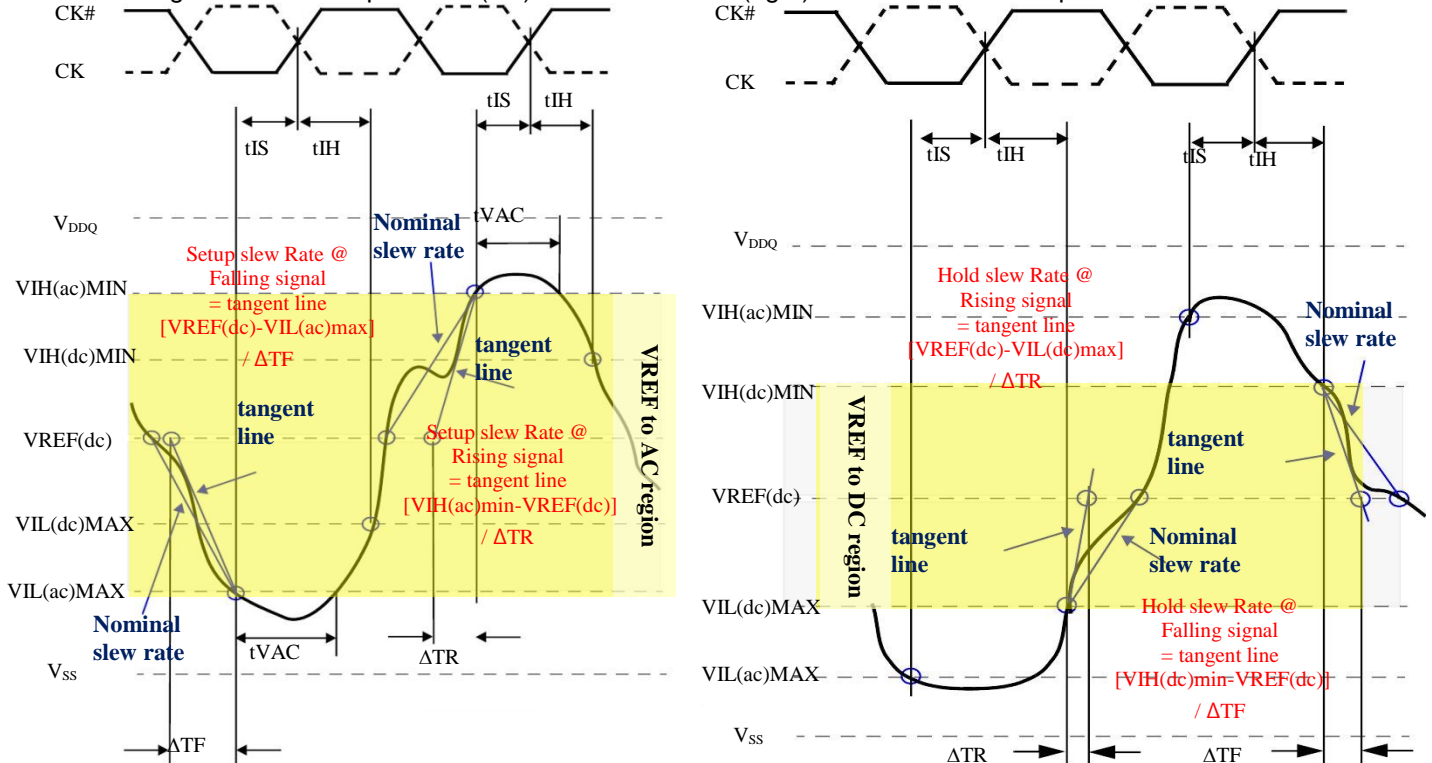 CK#
CK
tIS
tIH
tIS
tIH
VDDQ
Nominal
slew rate
tVAC
Setup slew Rate @
Falling signal
= tangent line
[VREF(dc)-VIL(ac)max]
/ ΔTF
VIH(ac)MIN
VIH(dc)MIN
tangent
line
tangent
line
VREF(dc)
Setup slew Rate @
Rising signal
= tangent line
[VIH(ac)min-VREF(dc)]
/ ΔTR
VREF to AC region
VIL(dc)MAX
VIL(ac)MAX
Nominal
slew rate
tVAC
ΔTR
VSS
ΔTF
CK#
CK
tIS
tIH
tIS
tIH
VDDQ
Hold slew Rate @
Rising signal
= tangent line
[VREF(dc)-VIL(dc)max]
/ ΔTR
VIH(ac)MIN
Nominal
slew rate
VIH(dc)MIN
VREF to DC region
tangent
line
VREF(dc)
tangent
line
Nominal
slew rate
VIL(dc)MAX
Hold slew Rate @
Falling signal
= tangent line
[VIH(dc)min-VREF(dc)]
/ ΔTF
VIL(ac)MAX
VSS
ΔTR
ΔTF